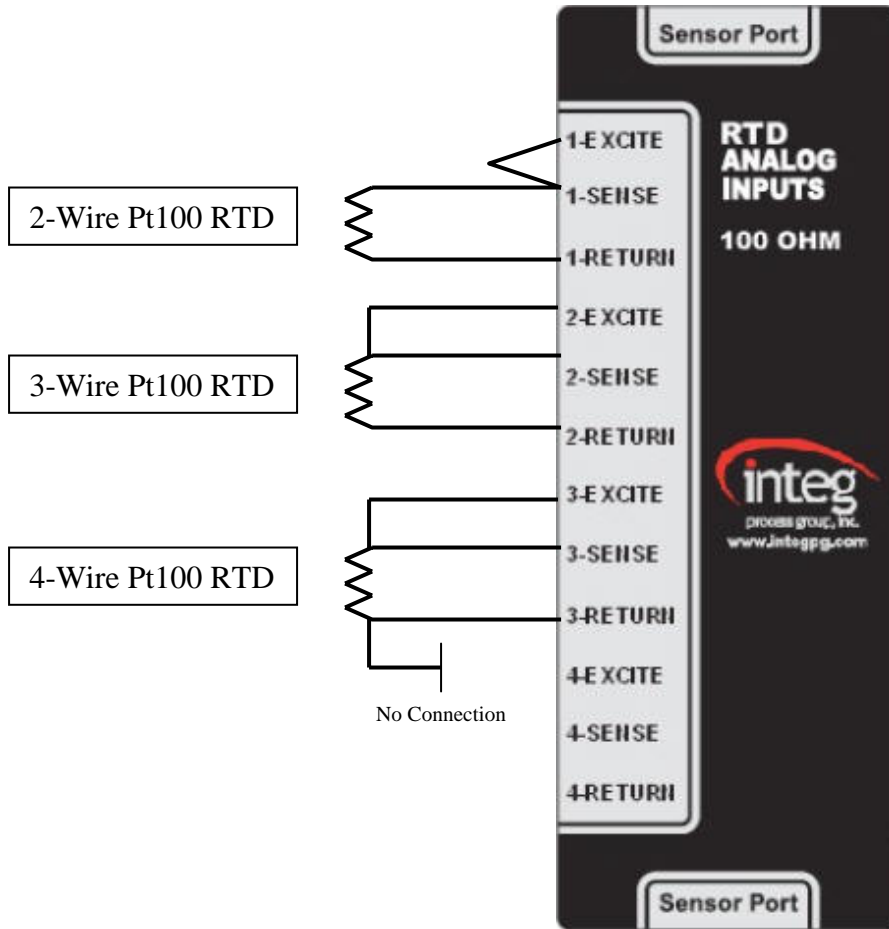 Sensor Port
1-EXCITE
RTD
ANALOG
INPUTS
1-SENSE
2-Wire Pt100 RTD
100 OHM
1-RETURN
2-EXCITE
2-SENSE
3-Wire Pt100 RTD
2-RETURN
integ
process group, inc.
www.integpg.com
3-EXCITE
3-SENSE
4-Wire Pt100 RTD
3-RETURN
4-EXCITE
No Connection
4-SENSE
4-RETURN
Sensor Port